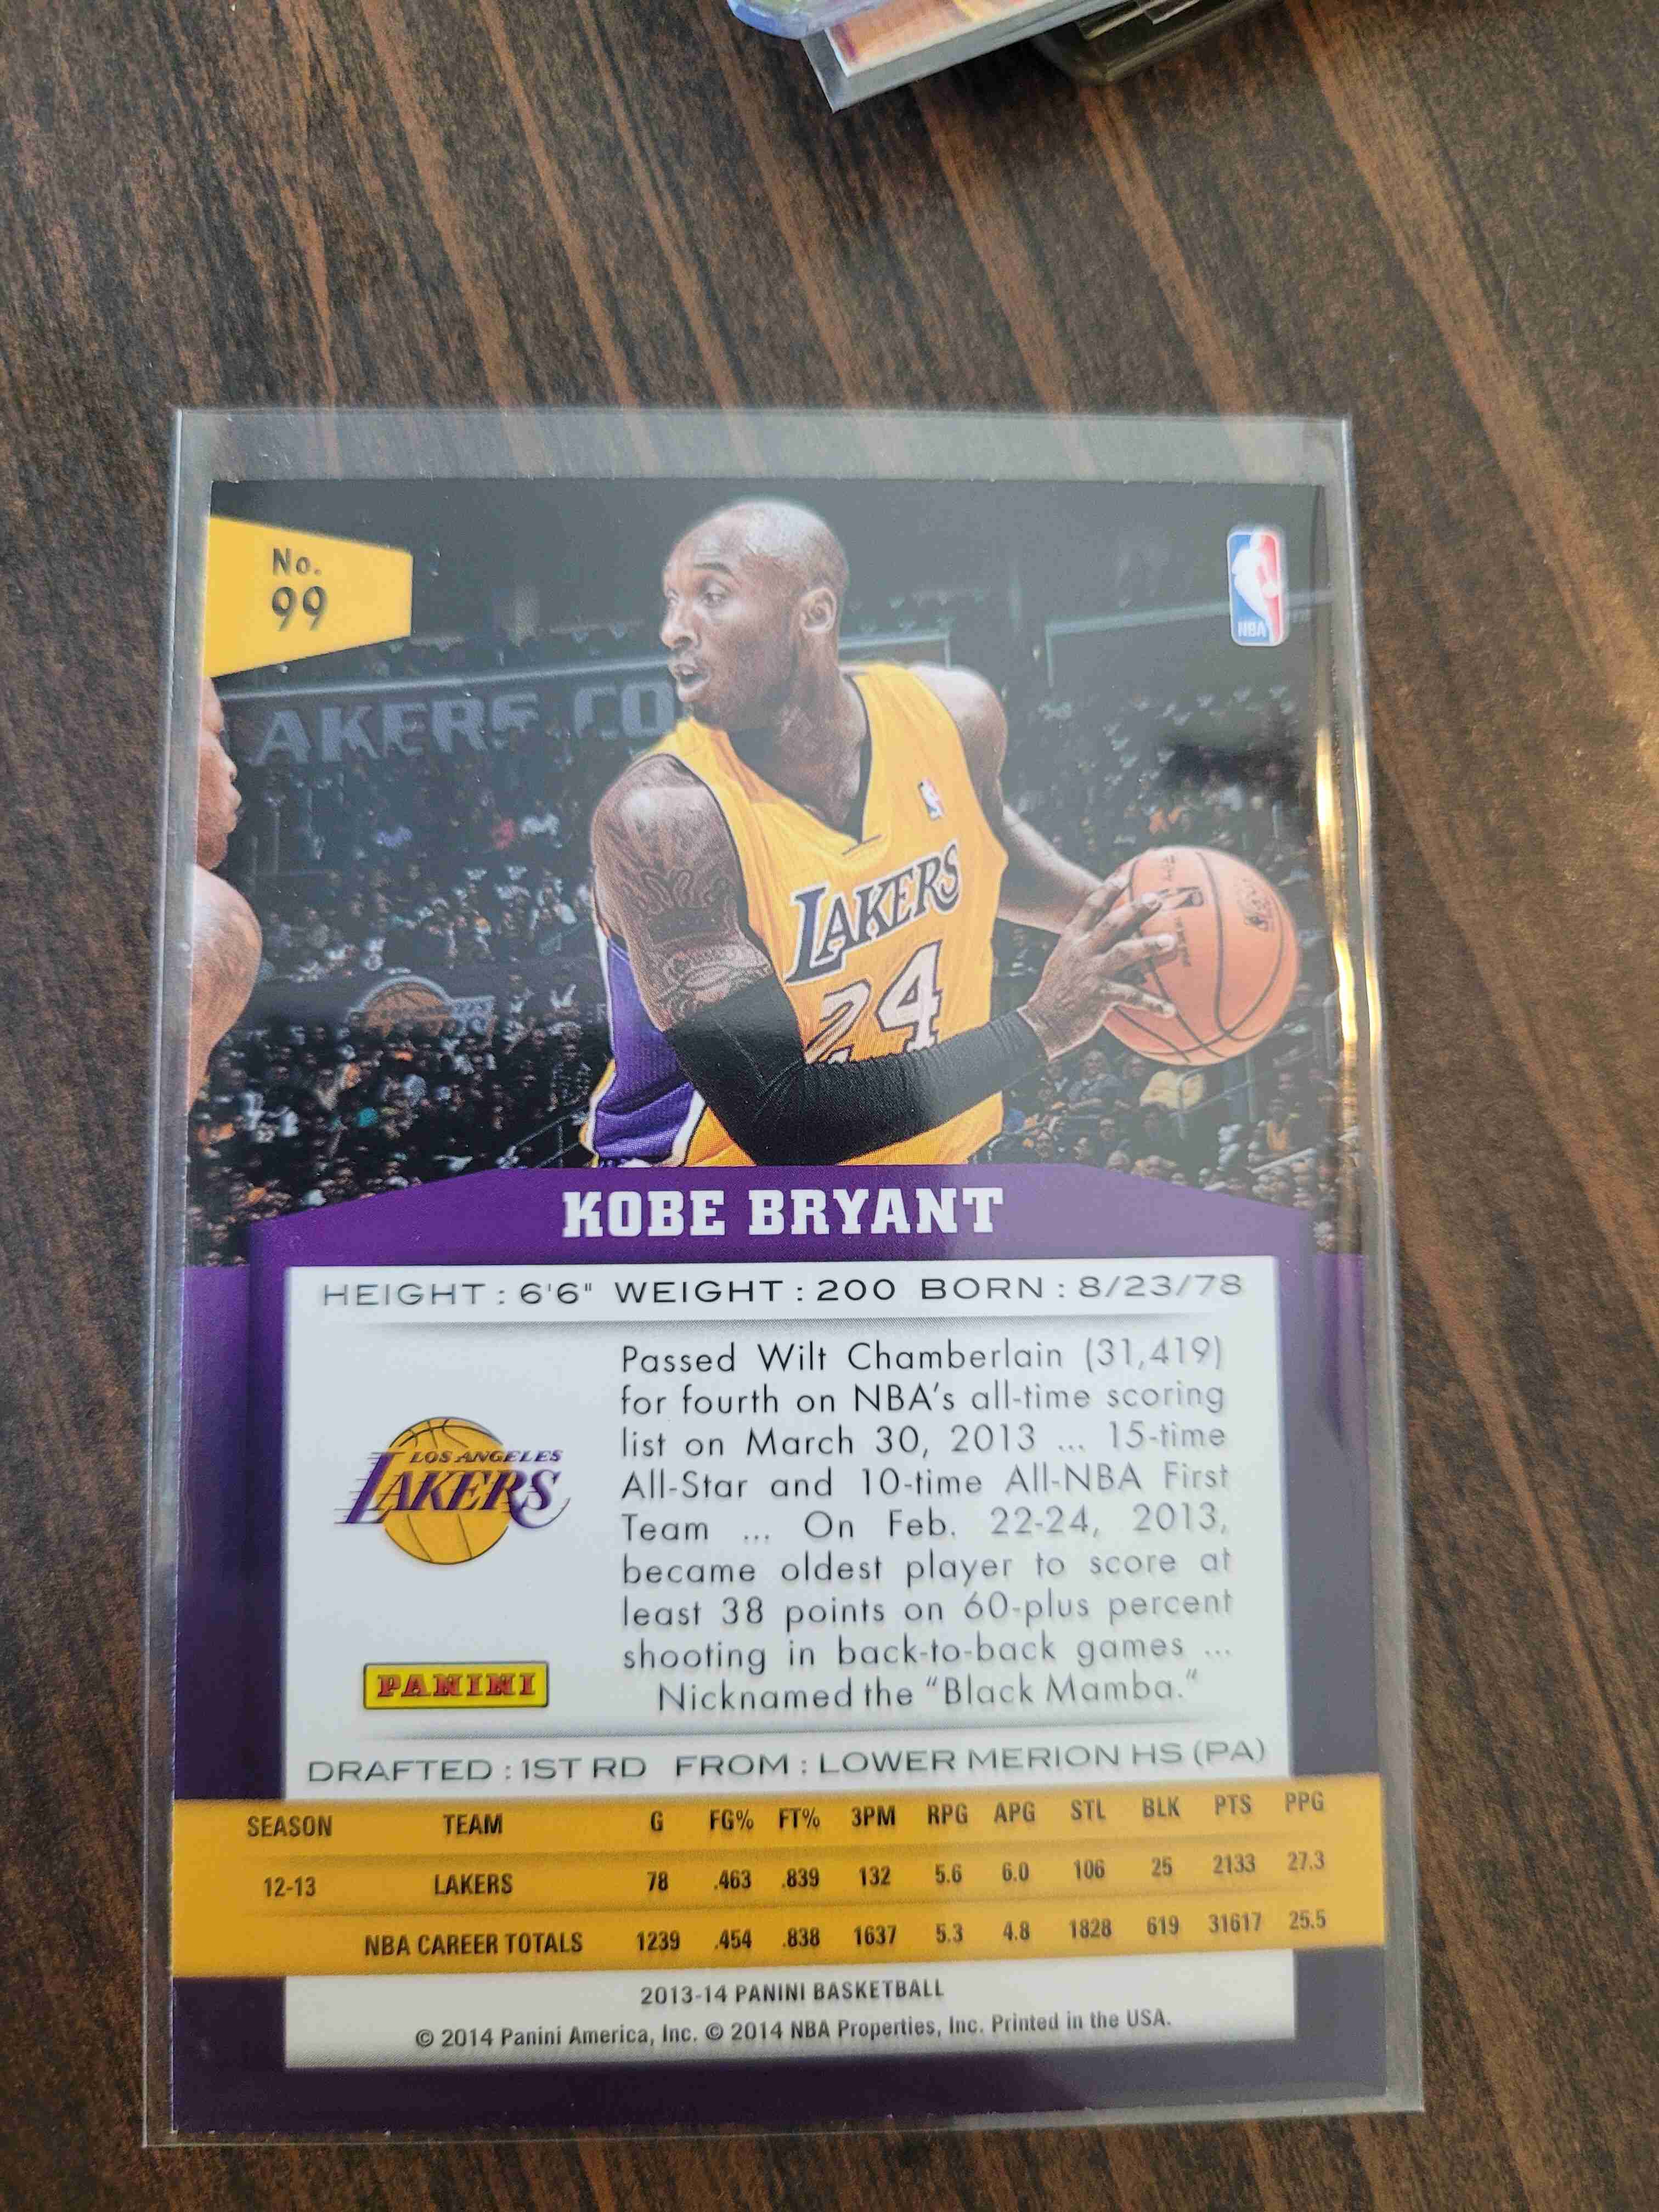 No.
99
NBA
AKERS CO
LAKERS
24
KOBE BRYANT
HEIGHT : 6'6" WEIGHT : 200 BORN : 8/23/78
Passed Wilt Chamberlain (31,419)
for fourth on NBA's all-time scoring
list on March 30, 2013 ... 15-time
All-Star and 10-time All-NBA First
Team ... On Feb. 22-24, 2013,
became oldest player to score at
least 38 points on 60-plus percent
shooting in back-to-back games ...
Nicknamed the "Black Mamba."
LOS ANGELES
LAKERS
PANINI
DRAFTED : 1ST RD FROM : LOWER MERION HS (PA)
SEASON TEAM G FG% FT% 3PM RPG APG STL BLK PTS PPG
12-13 LAKERS 78 .463 .839 132 5.6 6.0 106 25 2133 27.3
NBA CAREER TOTALS 1239 .454 .838 1637 5.3 4.8 1828 619 31617 25.5
2013-14 PANINI BASKETBALL
© 2014 Panini America, Inc. © 2014 NBA Properties, Inc. Printed in the USA.